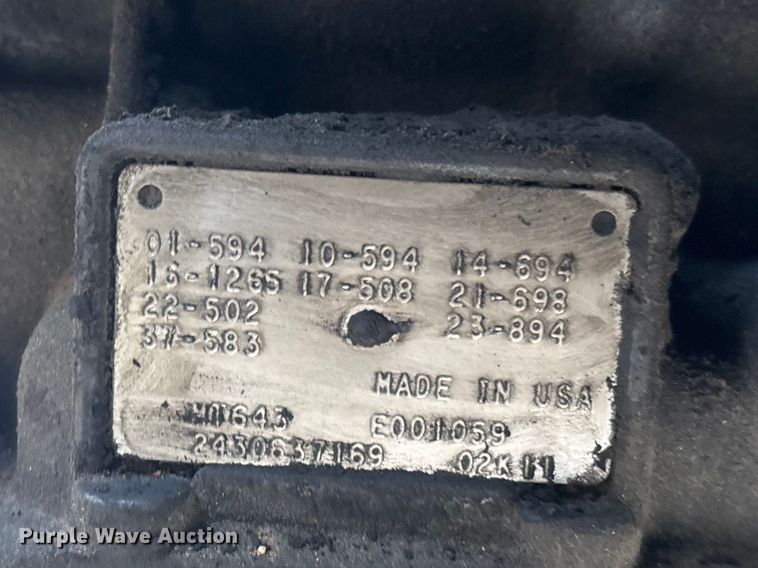 01-594 10-594 14-694
16-1265 17-508 21-698
22-502 23-894
37-583
MADE IN USA
E001059
2430637169 02K11
Purple Wave Auction